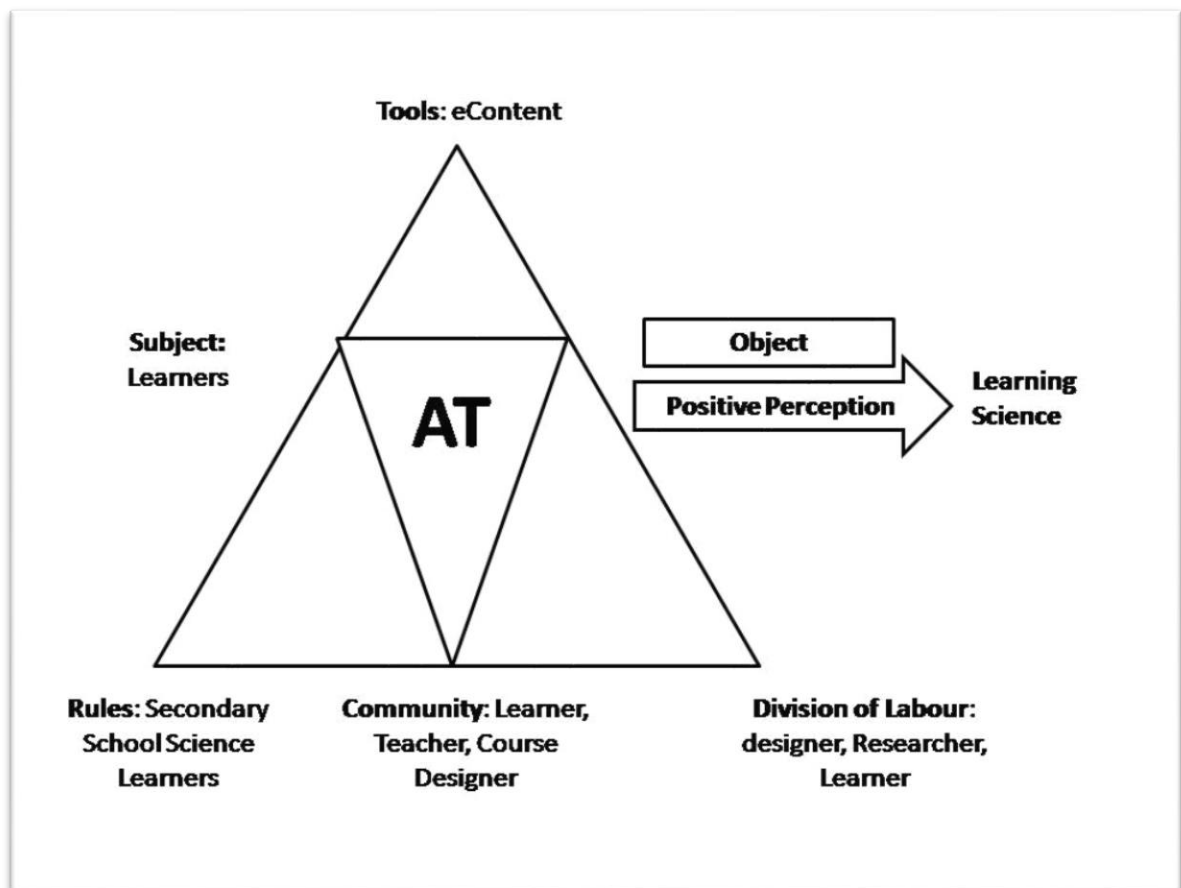 Tools: eContent
Subject:
Learners
AT
Object
Positive Perception
Learning
Science
Rules: Secondary
School Science
Learners
Community: Learner,
Teacher, Course
Designer
Division of Labour:
designer, Researcher,
Learner